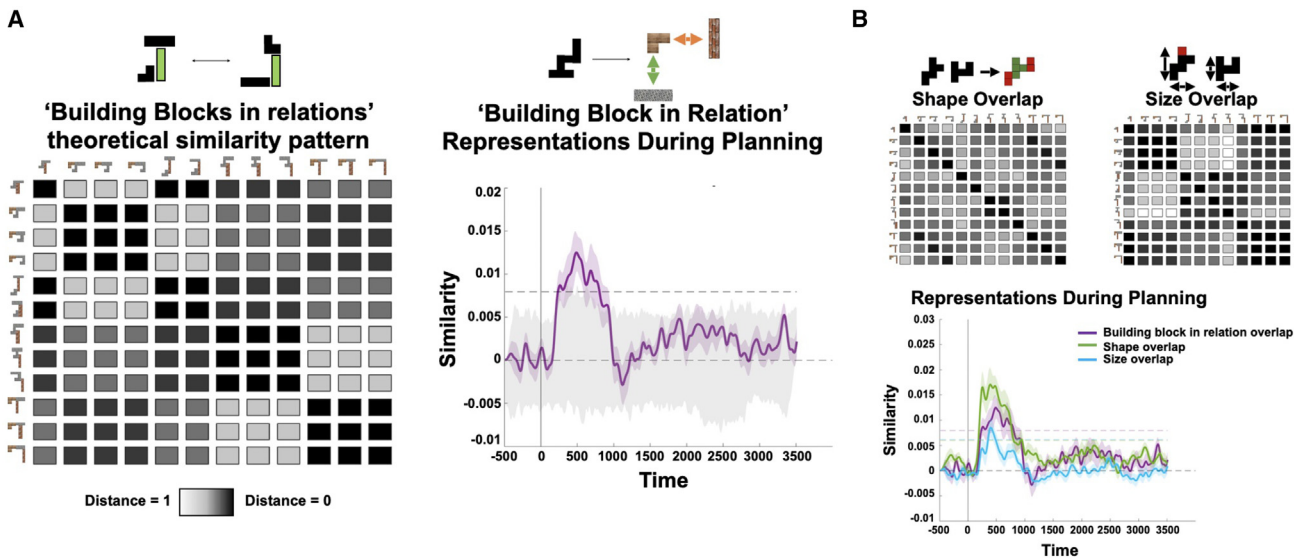 A
'Building Blocks in relations'
theoretical similarity pattern
Distance = 1
Distance = 0
'Building Block in Relation'
Representations During Planning
Similarity
0.02
0.015
0.01
0.005
0
-0.005
-0.01
-500 0 500 1000 1500 2000 2500 3000 3500
Time
B
Shape Overlap
Size Overlap
Representations During Planning
Similarity
0.03
0.02
0.015
0.01
0.005
0
-0.005
0.01
Building block in relation overlap
Shape overlap
Size overlap
-500 0 500 1000 1500 2000 2500 3000 3500
Time